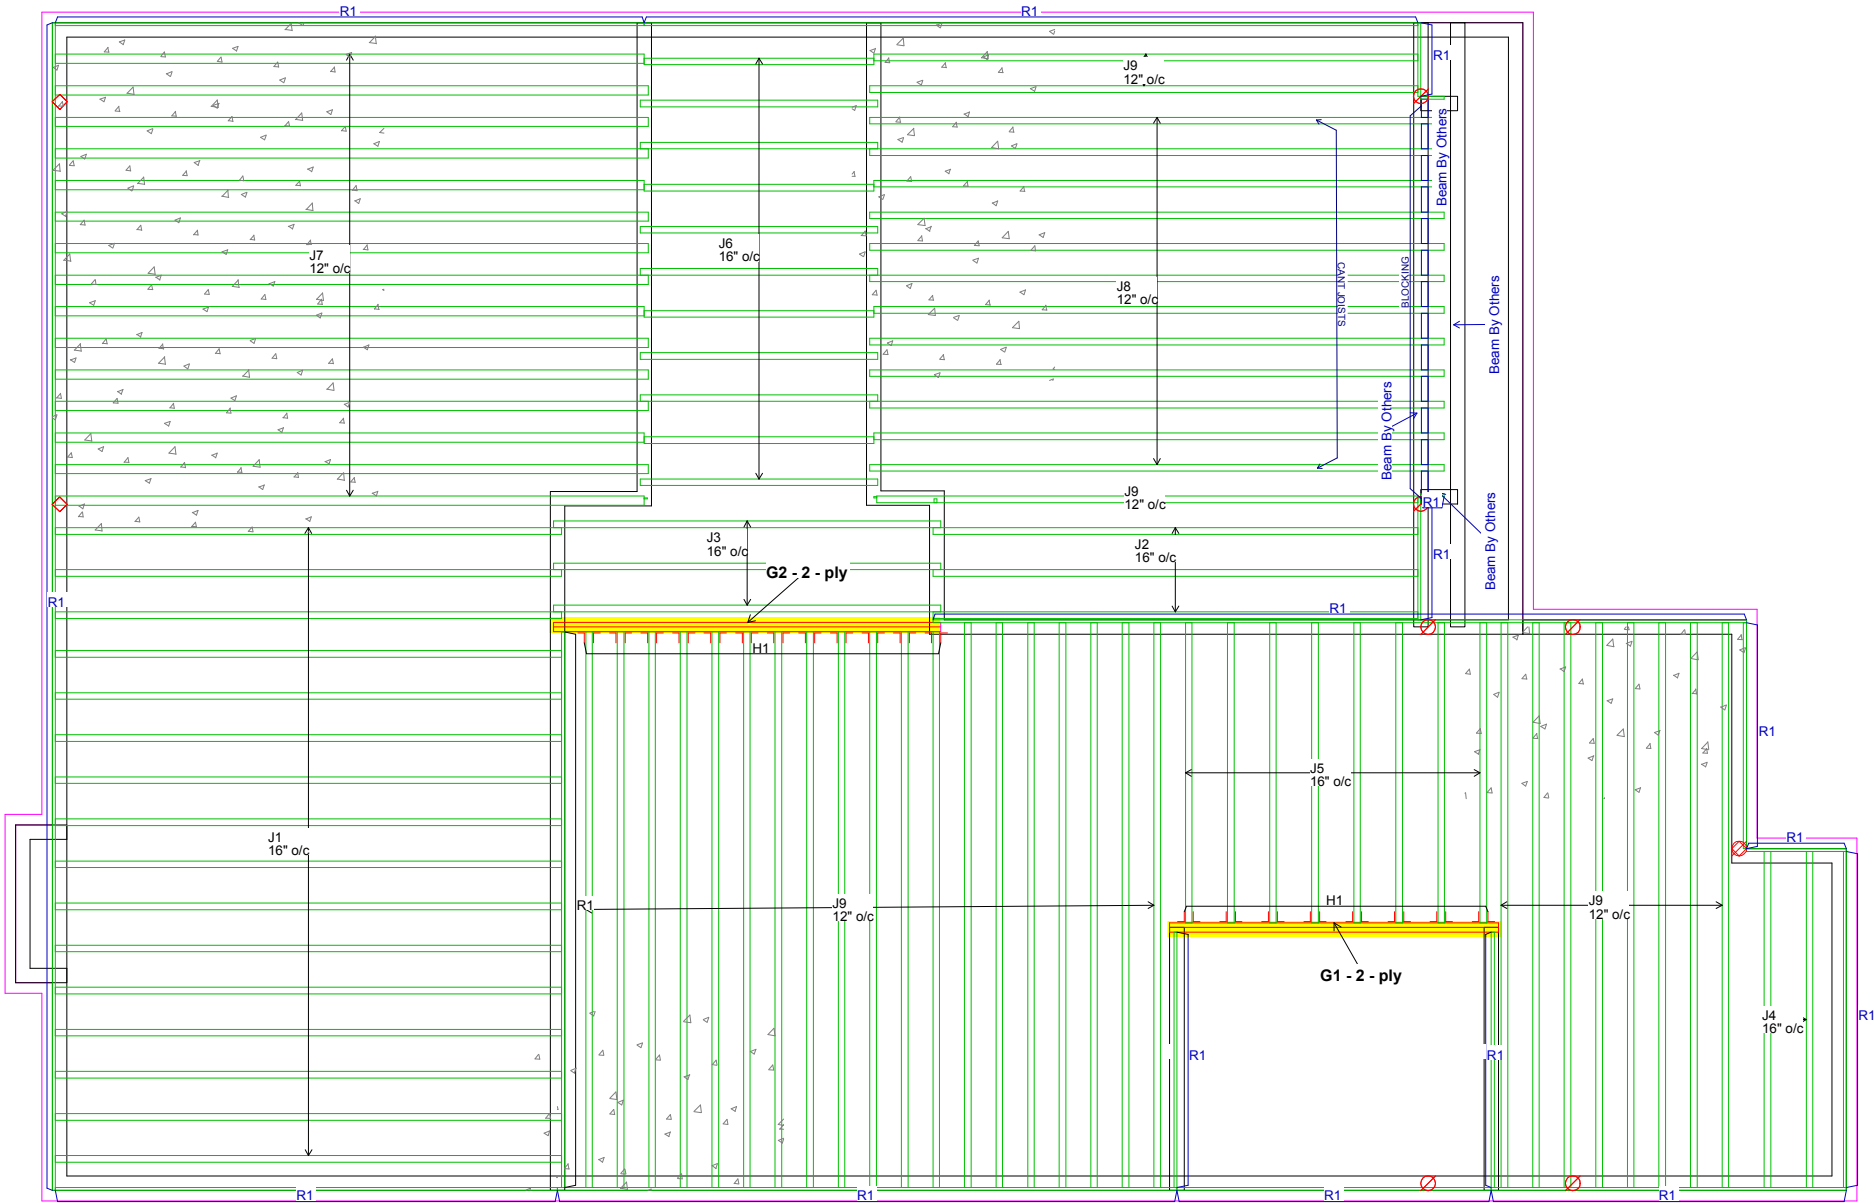 R1
R1
J9
12" o/c
R1
Beam By Others
J7
12" o/c
J6
16" o/c
J8
12" o/c
CANT JOISTS
BLOCKING
Beam By Others
Beam By Others
J9
12" o/c
R1
J3
16" o/c
J2
16" o/c
R1
Beam By Others
G2 - 2 - ply
R1
R1
H1
R1
J5
16" o/c
J1
16" o/c
R1
R1
J9
12" o/c
H1
J9
12" o/c
G1 - 2 - ply
J4
16" o/c
R1
R1
R1
R1
R1
R1
R1